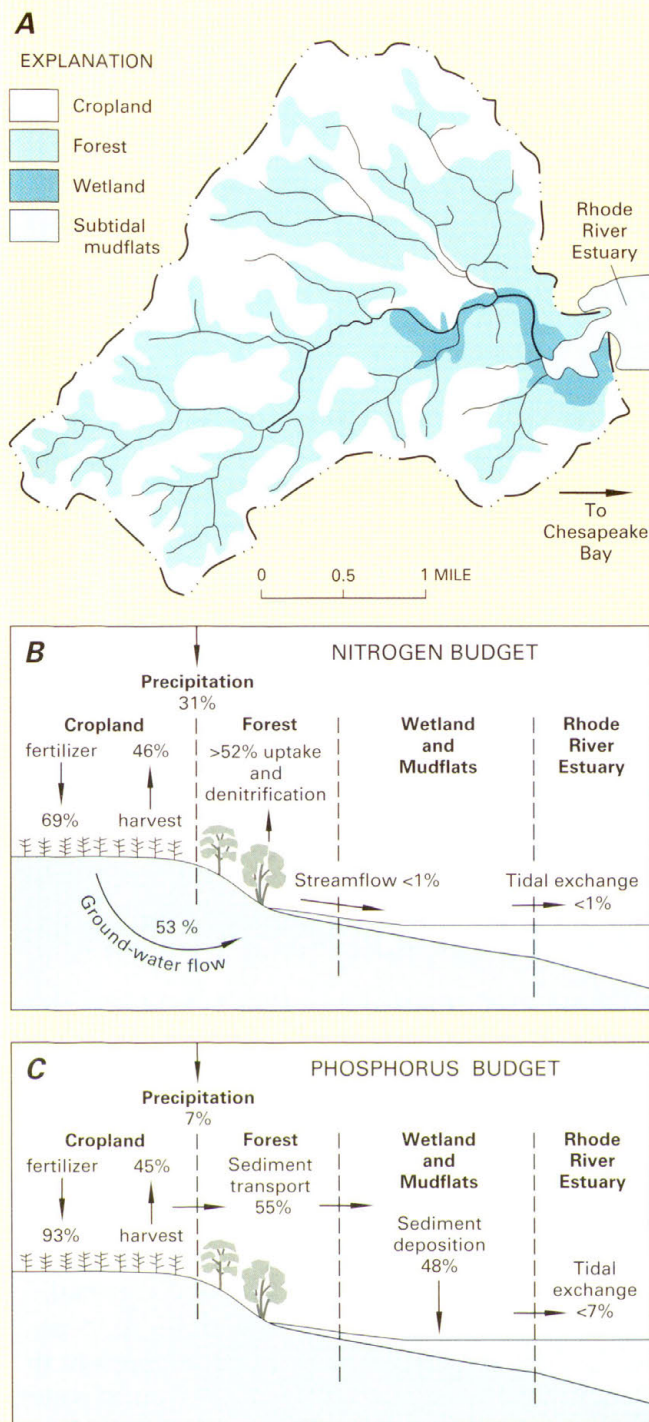 A
EXPLANATION
Cropland
Forest
Wetland
Subtidal
mudflats
Rhode
River
Estuary
To
Chesapeake
Bay
0 0.5 1 MILE
B NITROGEN BUDGET
Precipitation
31%
Cropland
fertilizer 46%
69% harvest
Forest
>52% uptake
and
denitrification
Wetland
and
Mudflats
Rhode
River
Estuary
Streamflow <1%
Tidal exchange
<1%
53 %
Ground-water flow
C PHOSPHORUS BUDGET
Precipitation
7%
Cropland
fertilizer 45%
93% harvest
Forest
Sediment
transport
55%
Wetland
and
Mudflats
Sediment
deposition
48%
Rhode
River
Estuary
Tidal
exchange
<7%